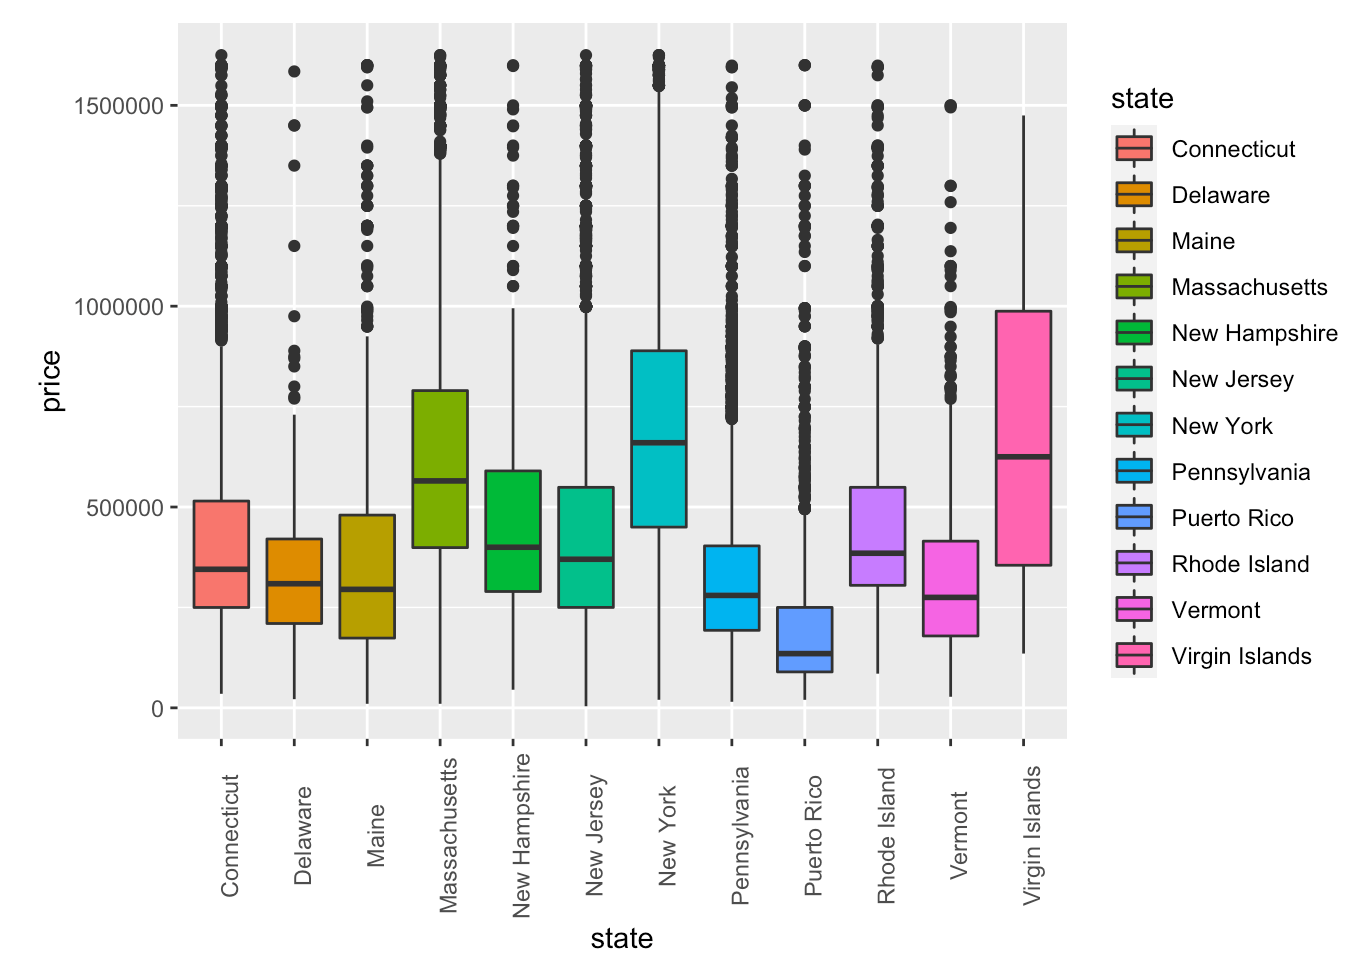 1500000
1000000
500000
0
price
Connecticut
Delaware
Maine
Massachusetts
New Hampshire
New Jersey
New York
Pennsylvania
Puerto Rico
Rhode Island
Vermont
Virgin Islands
state
state
Connecticut
Delaware
Maine
Massachusetts
New Hampshire
New Jersey
New York
Pennsylvania
Puerto Rico
Rhode Island
Vermont
Virgin Islands